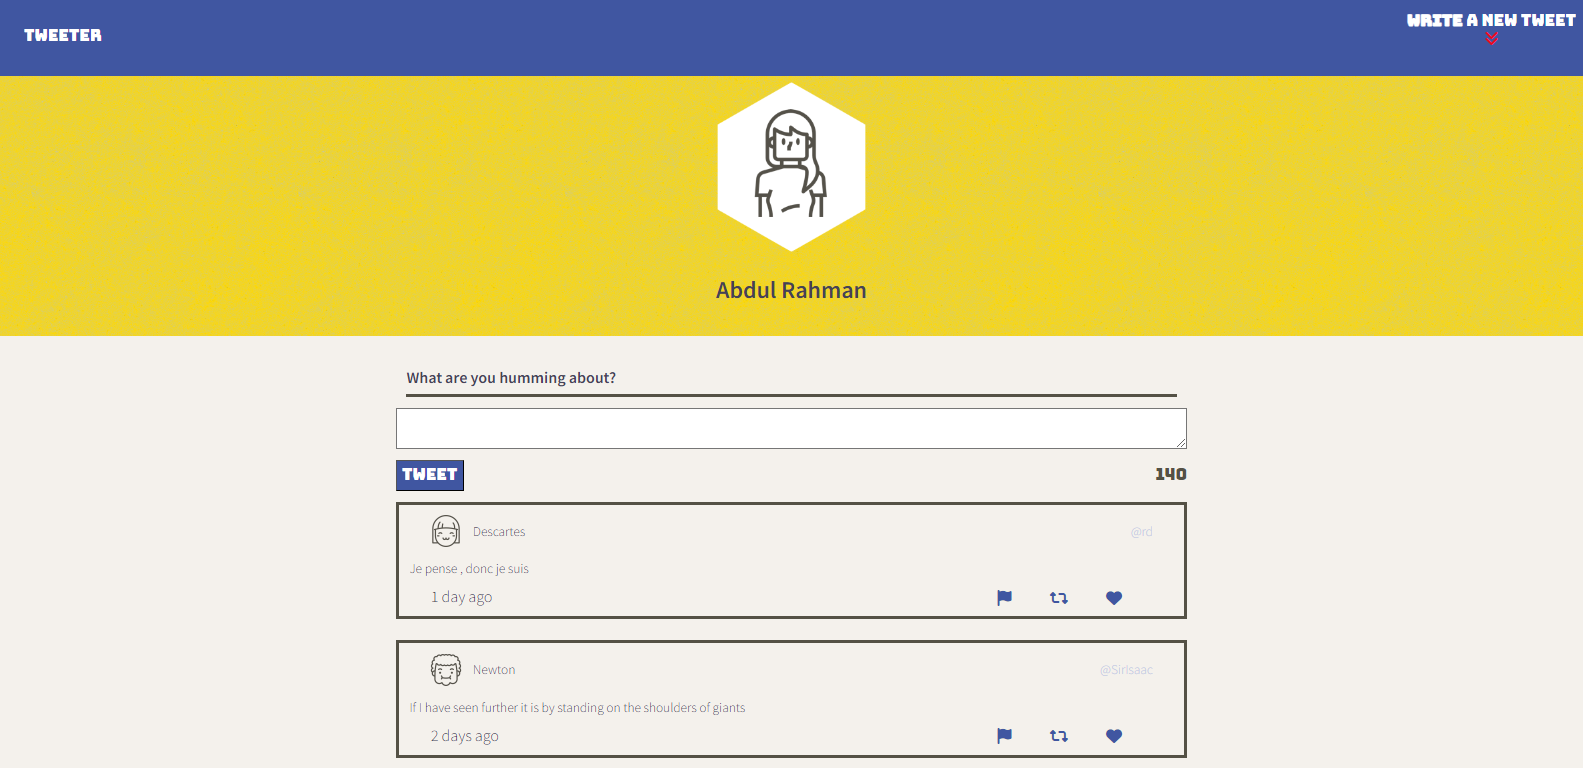 TWEETER
WRITE A NEW TWEET
Abdul Rahman
What are you humming about?
TWEET
140
Descartes
@rd
Je pense , donc je suis
1 day ago
Newton
@SirIsaac
If I have seen further it is by standing on the shoulders of giants
2 days ago